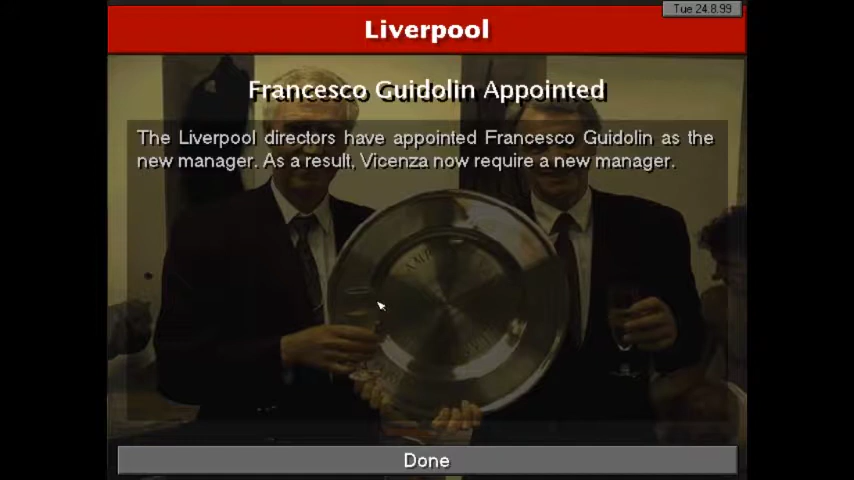 Tue 24.8.99
Liverpool
Francesco Guidolin Appointed
The Liverpool directors have appointed Francesco Guidolin as the
new manager. As a result, Vicenza now require a new manager.
Done